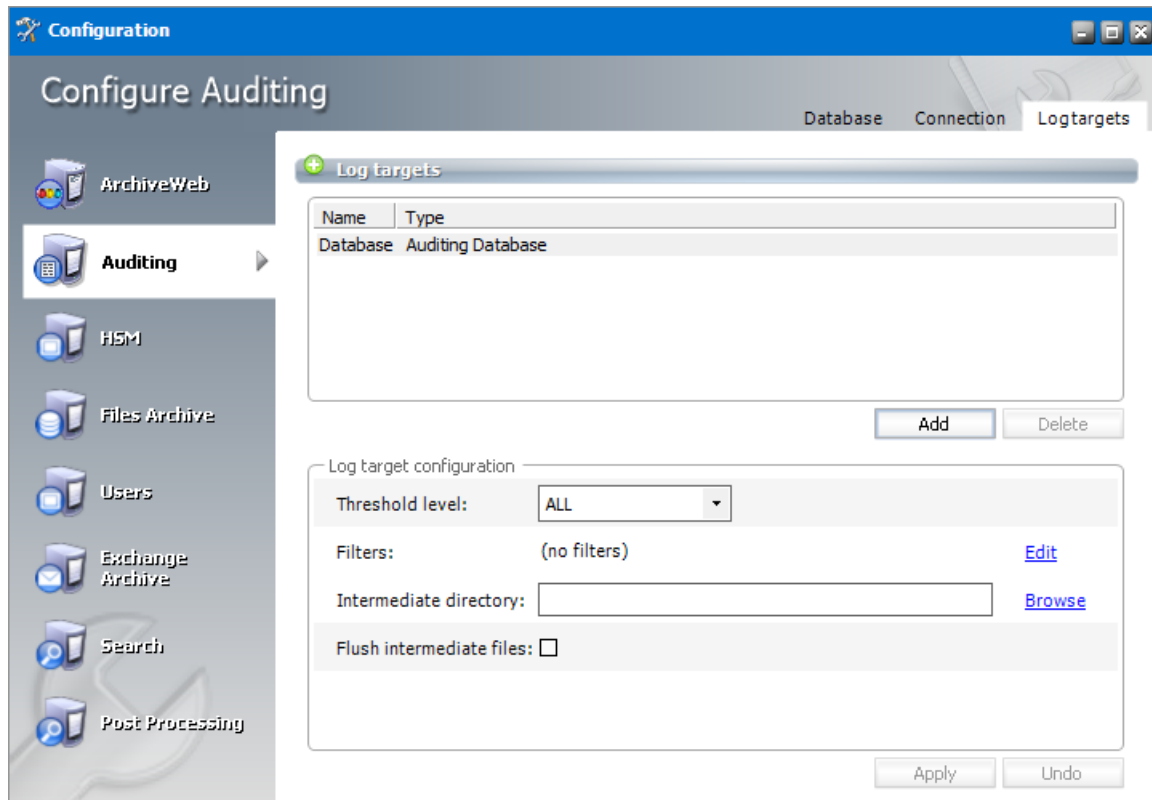 Configuration
Configure Auditing
Database Connection Logtargets
ArchiveWeb
Auditing
HSM
Files Archive
Users
Exchange
Archive
Search
Post Processing
Log targets
Name Type
Database Auditing Database
Add Delete
Log target configuration
Threshold level: ALL
Filters: (no filters) Edit
Intermediate directory: Browse
Flush intermediate files:
Apply Undo